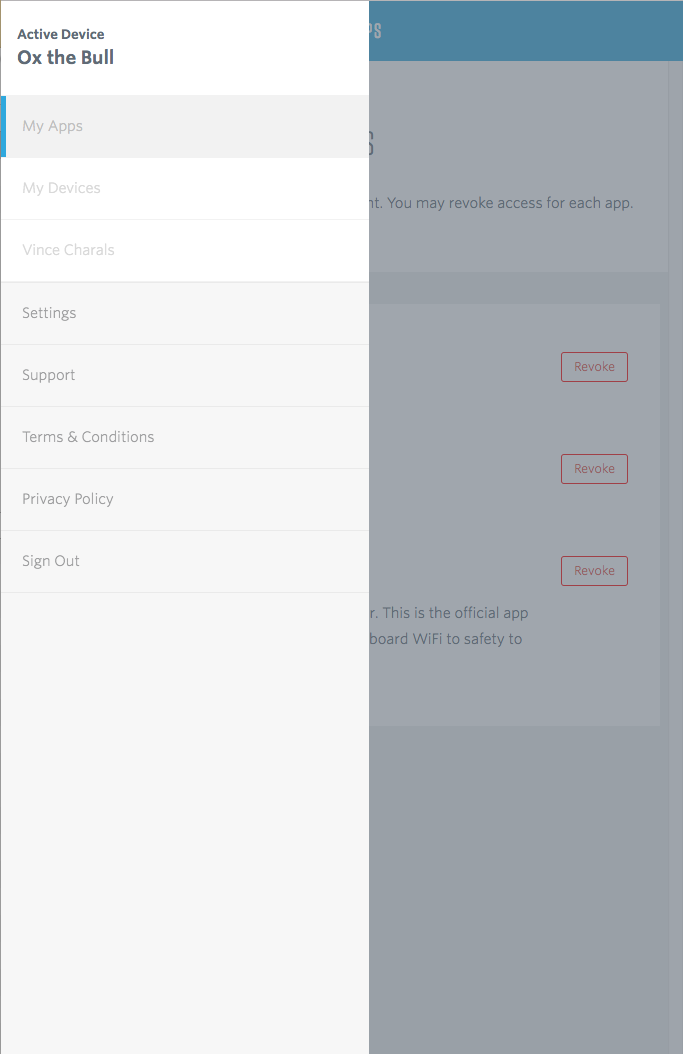 Active Device
Ox the Bull
My Apps
My Devices
Vince Charals
Settings
Support
Terms & Conditions
Privacy Policy
Sign Out
You may revoke access for each app.
Revoke
Revoke
Revoke
This is the official app
board WiFi to safety to